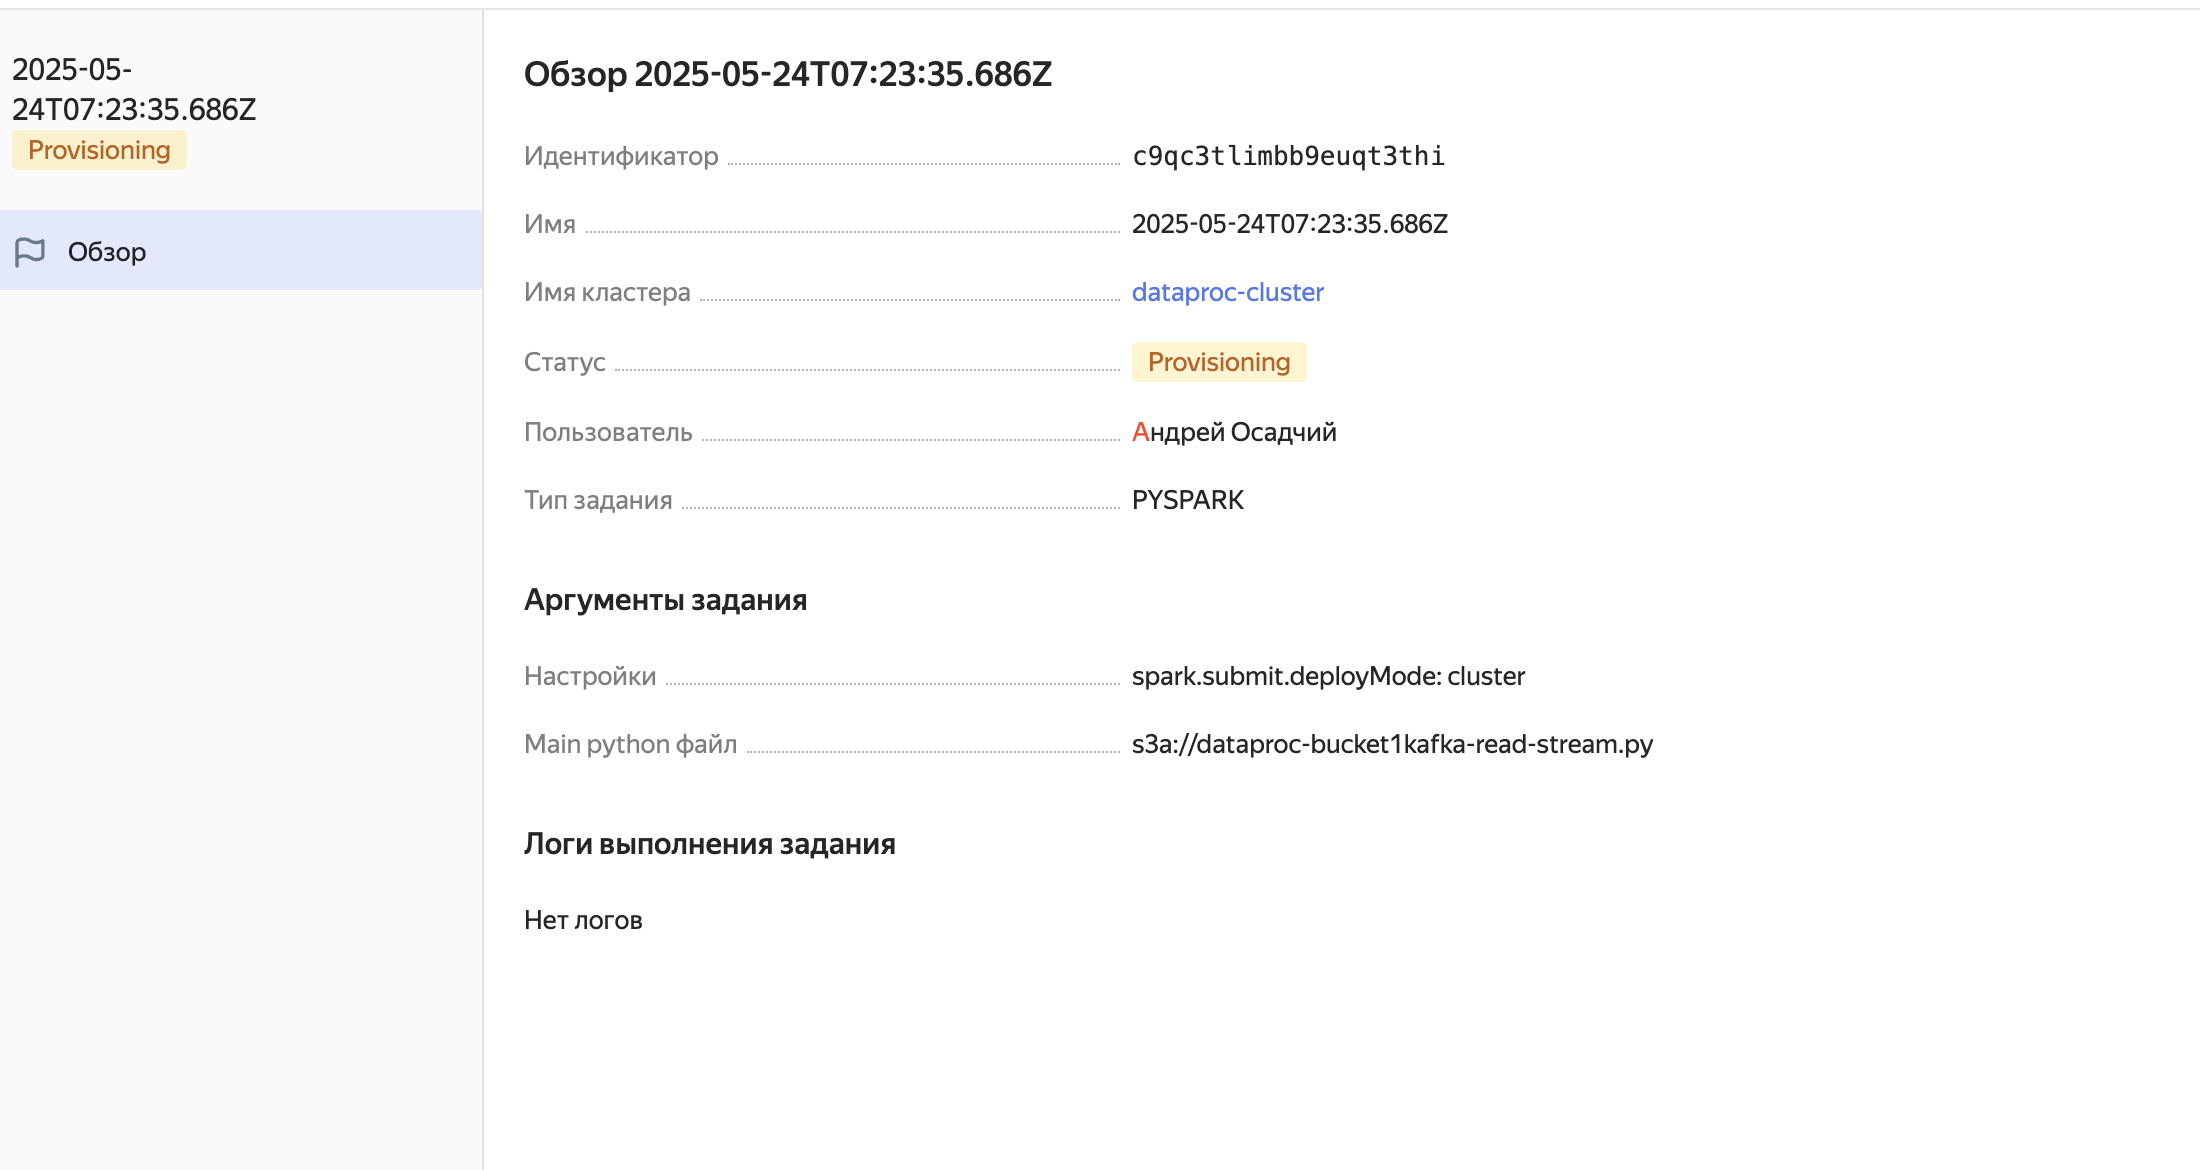 2025-05-
24T07:23:35.686Z
Provisioning
Обзор
Обзор 2025-05-24T07:23:35.686Z
Идентификатор c9qc3tlimbb9euqt3thi
Имя 2025-05-24T07:23:35.686Z
Имя кластера dataproc-cluster
Статус Provisioning
Пользователь Андрей Осадчий
Тип задания PYSPARK
Аргументы задания
Настройки spark.submit.deployMode: cluster
Main python файл s3a://dataproc-bucket1kafka-read-stream.py
Логи выполнения задания
Нет логов